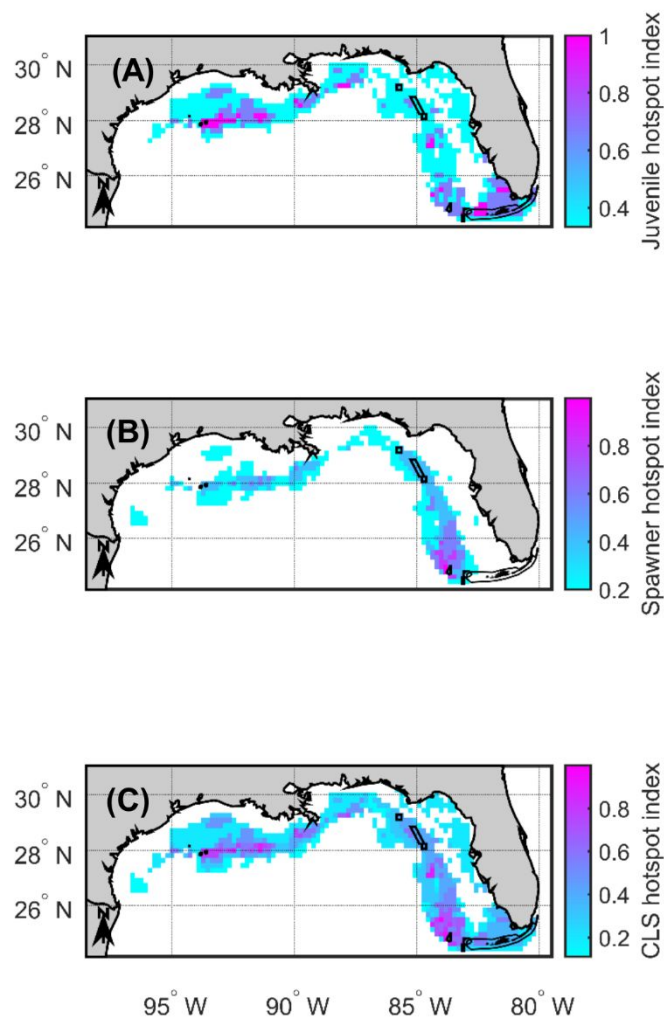 (A)
30° N
28° N
26° N
N
1
0.8
0.6
0.4
Juvenile hotspot index
(B)
30° N
28° N
26° N
N
0.8
0.6
0.4
0.2
Spawner hotspot index
(C)
30° N
28° N
26° N
N
0.8
0.6
0.4
0.2
CLS hotspot index
95° W
90° W
85° W
80° W